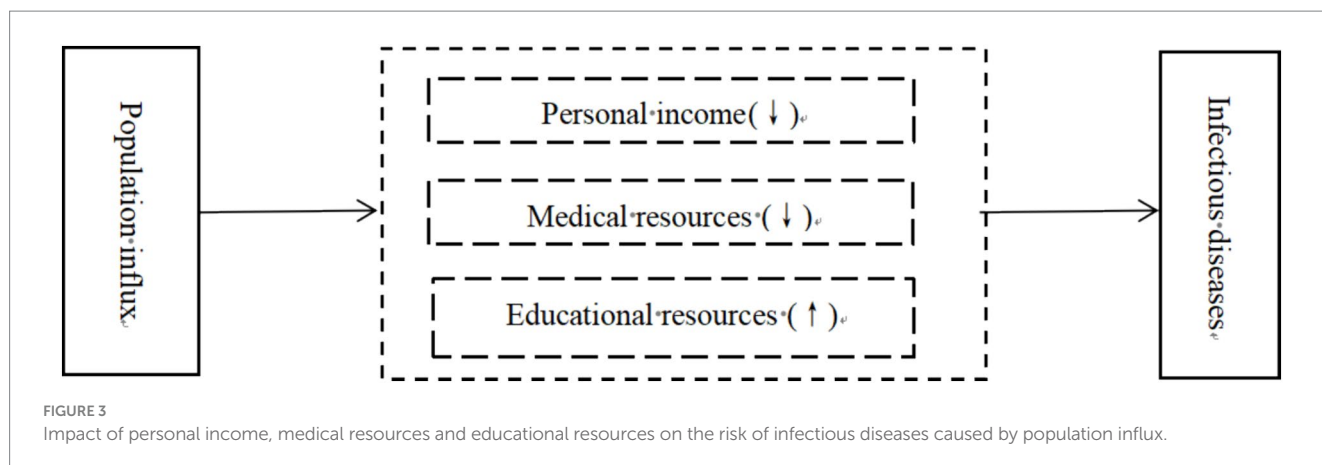 Population influx
Personal income(↓)
Medical resources (↓)
Educational resources (↑)
Infectious diseases
FIGURE 3
Impact of personal income, medical resources and educational resources on the risk of infectious diseases caused by population influx.